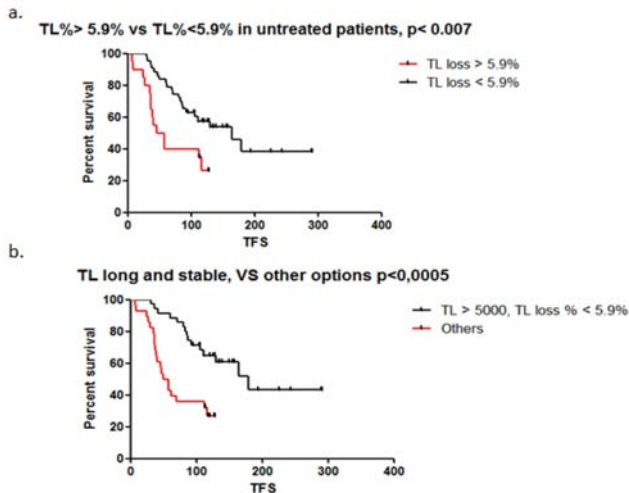 a.
TL%> 5.9% vs TL%<5.9% in untreated patients, p< 0.007
100
80
60
40
20
0
Percent survival
0 100 200 300 400
TFS
TL loss > 5.9%
TL loss < 5.9%
b.
TL long and stable, VS other options p<0,0005
100
80
60
40
20
0
Percent survival
0 100 200 300 400
TFS
TL > 5000, TL loss % < 5.9%
Others